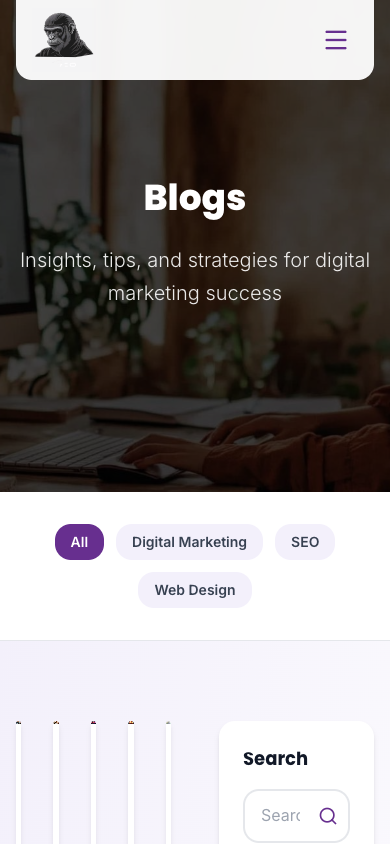 Blogs
Insights, tips, and strategies for digital
marketing success
All
Digital Marketing
SEO
Web Design
Search
Searc